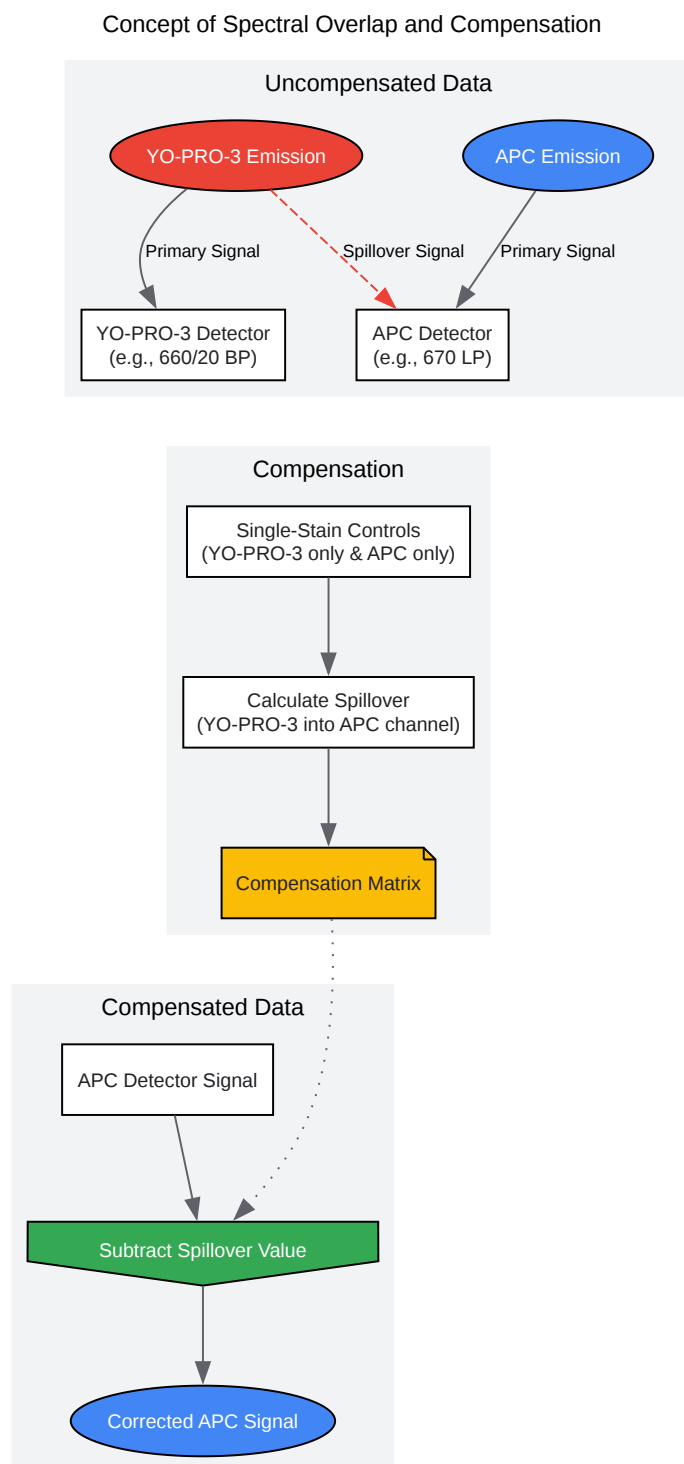 Concept of Spectral Overlap and Compensation
Uncompensated Data
YO-PRO-3 Emission
APC Emission
Primary Signal
Spillover Signal
Primary Signal
YO-PRO-3 Detector
(e.g., 660/20 BP)
APC Detector
(e.g., 670 LP)
Compensation
Single-Stain Controls
(YO-PRO-3 only & APC only)
Calculate Spillover
(YO-PRO-3 into APC channel)
Compensation Matrix
Compensated Data
APC Detector Signal
Subtract Spillover Value
Corrected APC Signal